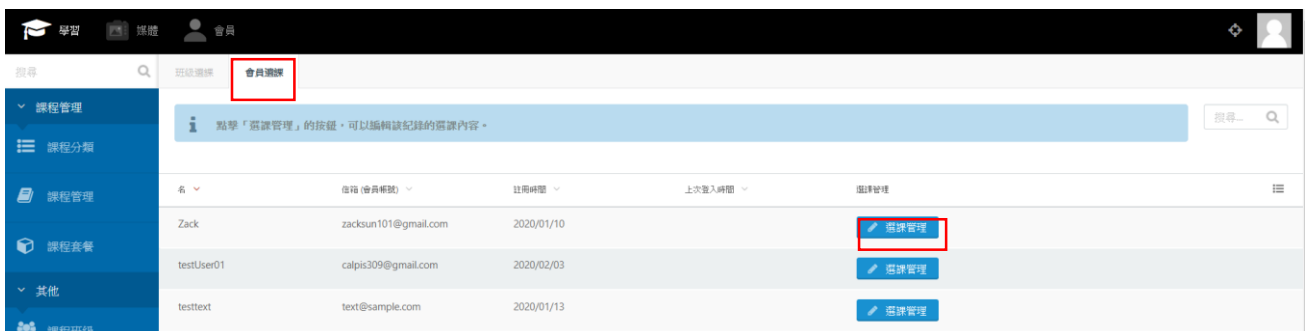 學習 媒體 會員
搜尋 班級選課 會員選課
課程管理
點擊「選課管理」的按鈕，可以編輯該紀錄的選課內容。 搜尋...
課程分類
名 信箱 (會員帳號) 註冊時間 上次登入時間 選課管理
課程管理
Zack zacksun101@gmail.com 2020/01/10 選課管理
課程套餐
testUser01 calpis309@gmail.com 2020/02/03 選課管理
其他
testtext text@sample.com 2020/01/13 選課管理
課程班級